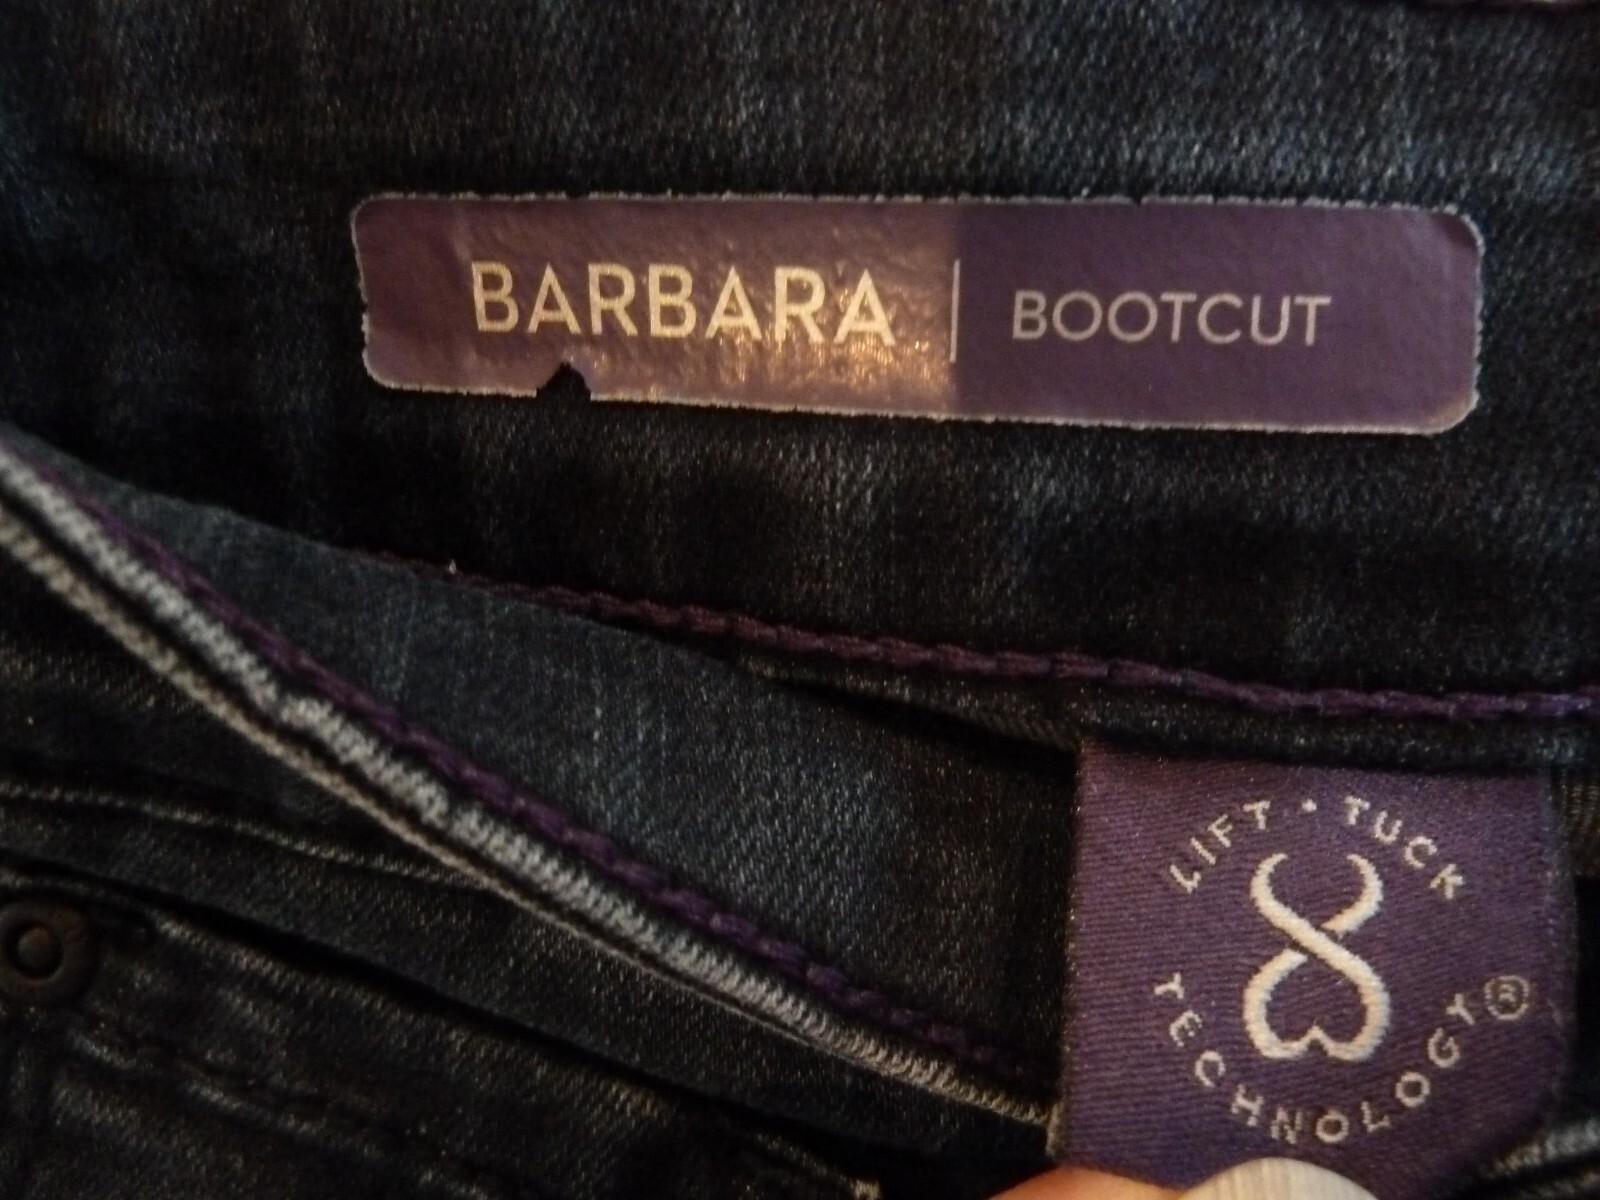 BARBARA | BOOTCUT
LIFT • TUCK
TECHNOLOGY®